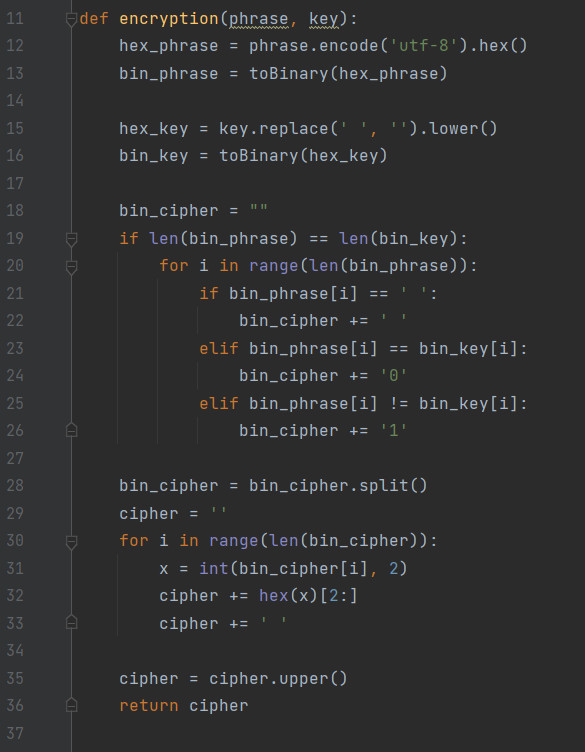 11 def encryption(phrase, key):
12     hex_phrase = phrase.encode('utf-8').hex()
13     bin_phrase = toBinary(hex_phrase)
14
15     hex_key = key.replace(' ', '').lower()
16     bin_key = toBinary(hex_key)
17
18     bin_cipher = ""
19     if len(bin_phrase) == len(bin_key):
20         for i in range(len(bin_phrase)):
21             if bin_phrase[i] == ' ':
22                 bin_cipher += ' '
23             elif bin_phrase[i] == bin_key[i]:
24                 bin_cipher += '0'
25             elif bin_phrase[i] != bin_key[i]:
26                 bin_cipher += '1'
27
28     bin_cipher = bin_cipher.split()
29     cipher = ''
30     for i in range(len(bin_cipher)):
31         x = int(bin_cipher[i], 2)
32         cipher += hex(x)[2:]
33         cipher += ' '
34
35     cipher = cipher.upper()
36     return cipher
37